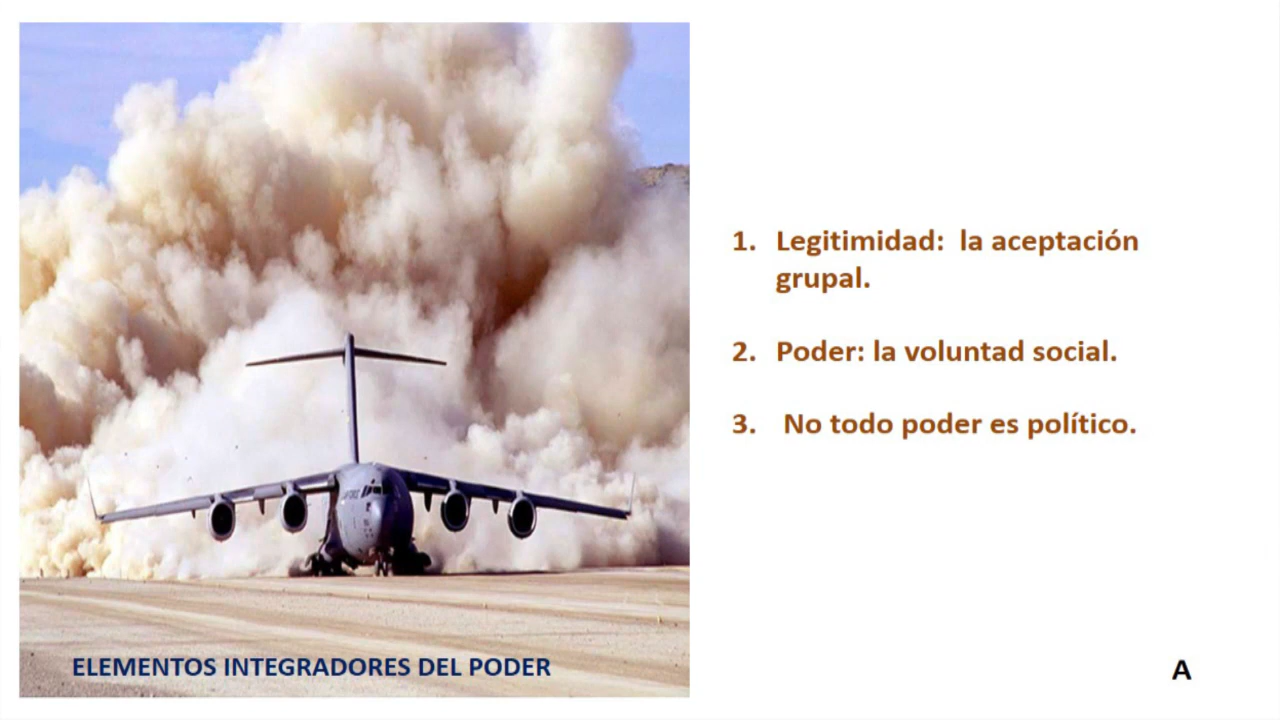 1. Legitimidad: la aceptación
grupal.
2. Poder: la voluntad social.
3. No todo poder es político.
ELEMENTOS INTEGRADORES DEL PODER
A